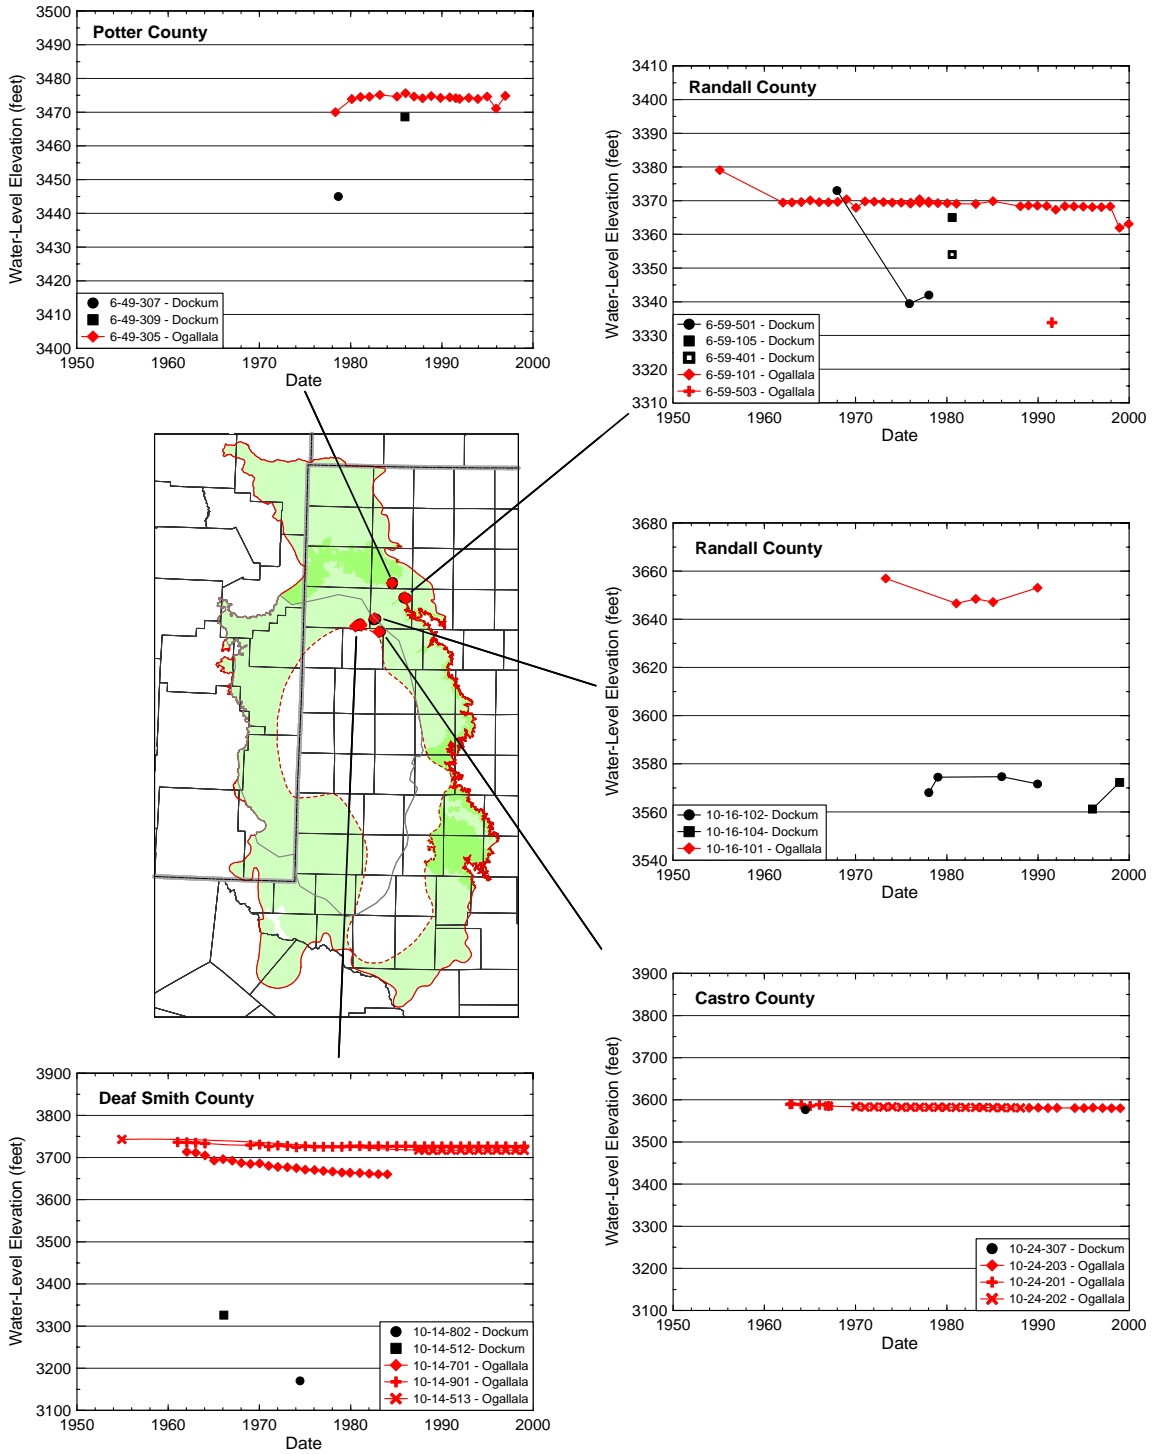 Potter County
Water-Level Elevation (feet)
3500
3490
3480
3470
3460
3450
3440
3430
3420
3410
3400
6-49-307 - Dockum
6-49-309 - Dockum
6-49-305 - Ogallala
1950 1960 1970 1980 1990 2000
Date
Randall County
Water-Level Elevation (feet)
3410
3400
3390
3380
3370
3360
3350
3340
3330
3320
3310
6-59-501 - Dockum
6-59-105 - Dockum
6-59-401 - Dockum
6-59-101 - Ogallala
6-59-503 - Ogallala
1950 1960 1970 1980 1990 2000
Date
Randall County
Water-Level Elevation (feet)
3680
3660
3640
3620
3600
3580
3560
3540
10-16-102- Dockum
10-16-104- Dockum
10-16-101 - Ogallala
1950 1960 1970 1980 1990 2000
Date
Castro County
Water-Level Elevation (feet)
3900
3800
3700
3600
3500
3400
3300
3200
3100
10-24-307 - Dockum
10-24-203 - Ogallala
10-24-201 - Ogallala
10-24-202 - Ogallala
1950 1960 1970 1980 1990 2000
Date
Deaf Smith County
Water-Level Elevation (feet)
3900
3800
3700
3600
3500
3400
3300
3200
3100
10-14-802 - Dockum
10-14-512- Dockum
10-14-701 - Ogallala
10-14-901 - Ogallala
10-14-513 - Ogallala
1950 1960 1970 1980 1990 2000
Date